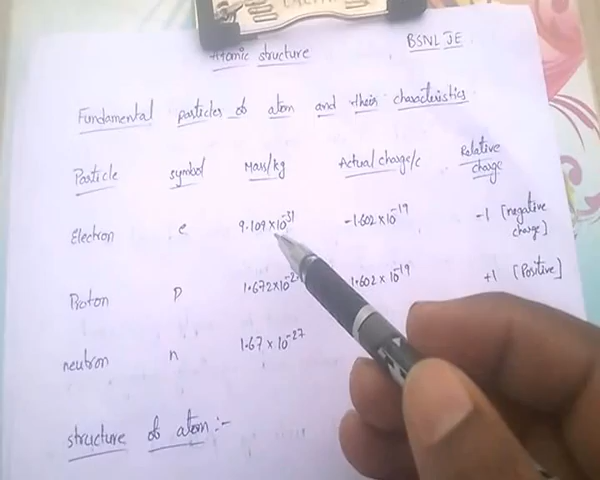 Atomic structure BSNL JE
Fundamental particles of atom and their characteristics
Particle symbol Mass/kg Actual charge/c Relative charge
Electron e 9.109×10⁻³¹ -1.602×10⁻¹⁹ -1 [negative charge]
Proton p 1.672×10⁻² 1.602×10⁻¹⁹ +1 [Positive]
neutron n 1.67×10⁻²⁷
structure of atom:-